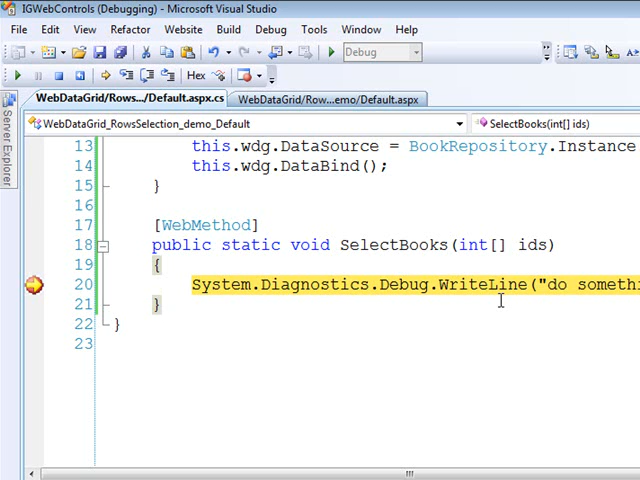 IGWebControls (Debugging) - Microsoft Visual Studio
File Edit View Refactor Website Build Debug Tools Window Help
Debug
Hex
WebDataGrid/Rows.../Default.aspx.cs WebDataGrid/Row...emo/Default.aspx
Server Explorer
WebDataGrid_RowsSelection_demo_Default SelectBooks(int[] ids)
13 this.wdg.DataSource = BookRepository.Instance
14 this.wdg.DataBind();
15 }
16
17 [WebMethod]
18 public static void SelectBooks(int[] ids)
19 {
20 System.Diagnostics.Debug.WriteLine("do somethi
21 }
22 }
23